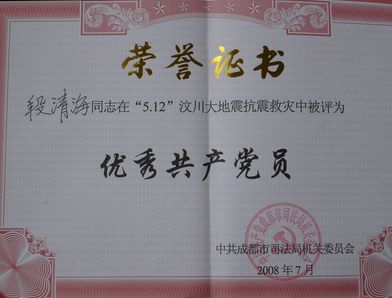 荣誉证书
段清海同志在“5.12”汶川大地震抗震救灾中被评为
优秀共产党员
中共成都市司法局机关委员会
2008年7月